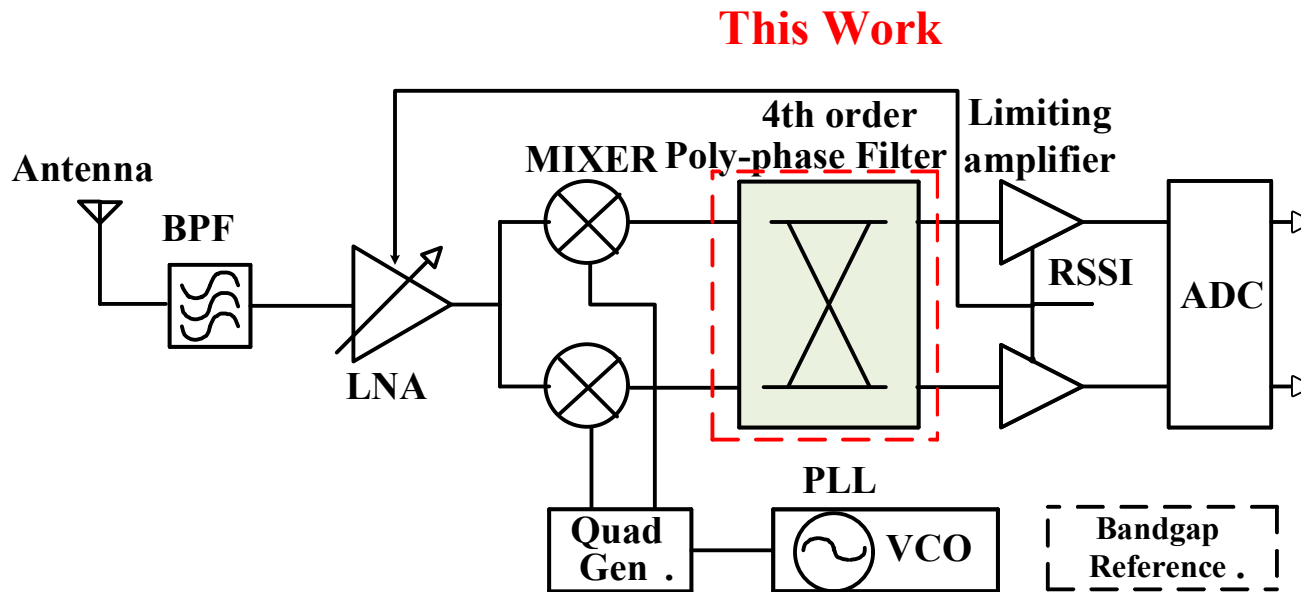 This Work
4th order
Poly-phase Filter
Limiting
amplifier
MIXER
Antenna
BPF
LNA
RSSI
ADC
PLL
Quad
Gen .
VCO
Bandgap
Reference .